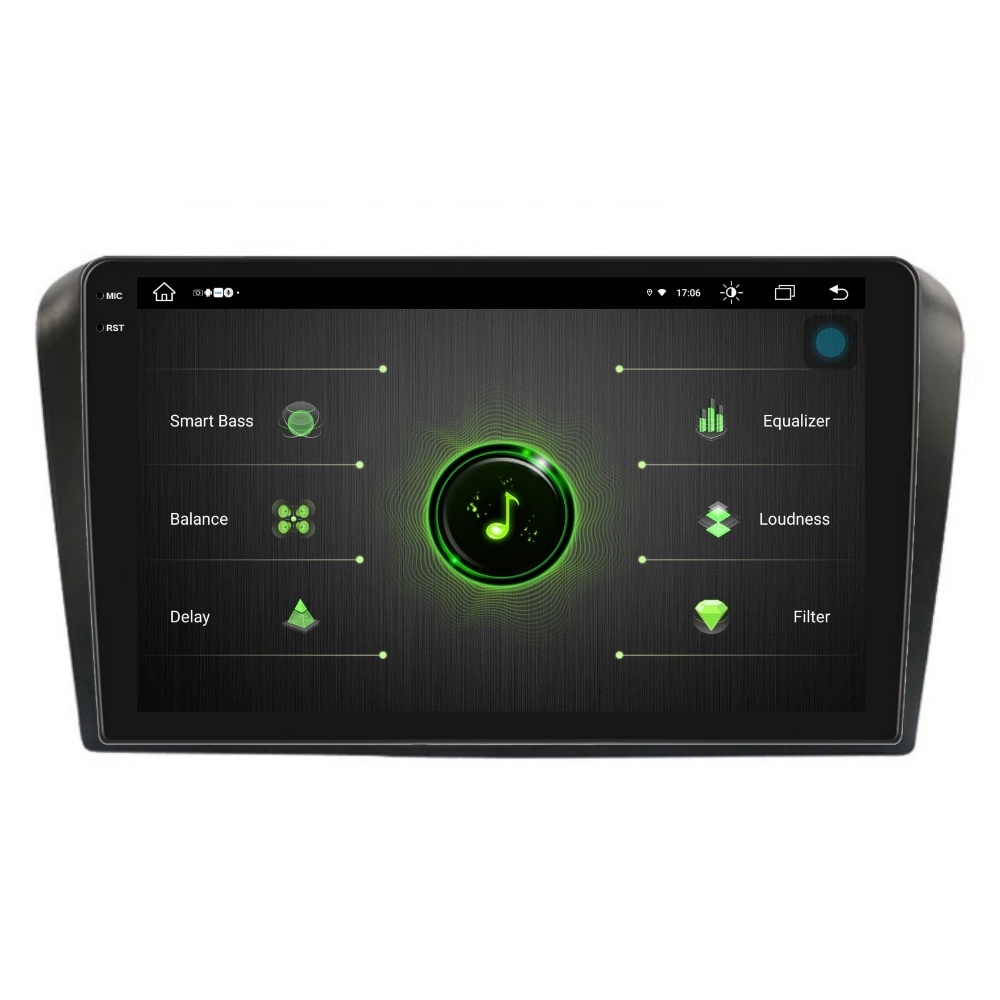 MIC
17:06
RST
Smart Bass
Equalizer
Balance
Loudness
Delay
Filter